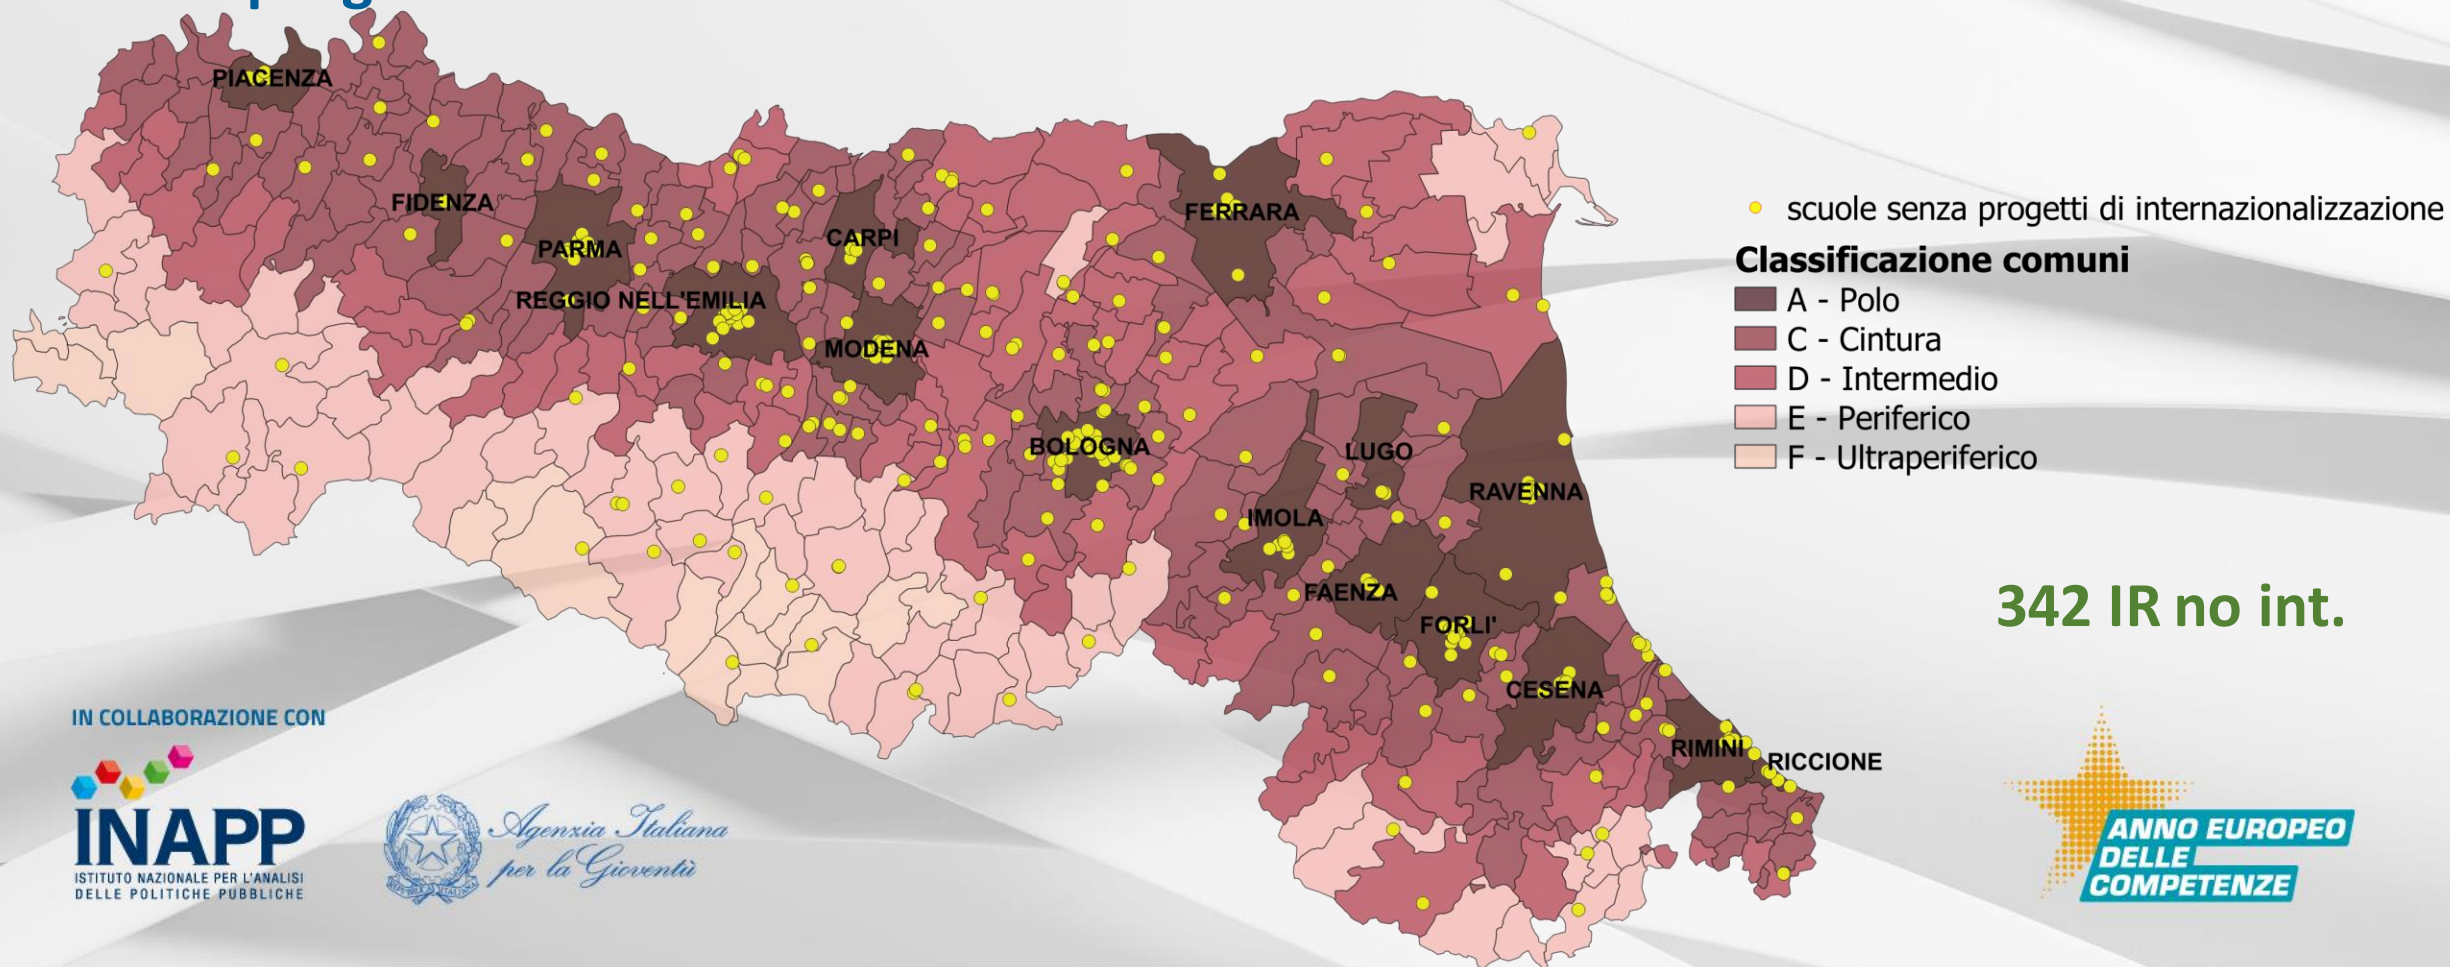 PIACENZA
FIDENZA
PARMA
CARPI
FERRARA
REGGIO NELL'EMILIA
MODENA
BOLOGNA
LUGO
RAVENNA
IMOLA
FAENZA
FORLI'
CESENA
RIMINI
RICCIONE
scuole senza progetti di internazionalizzazione
Classificazione comuni
A - Polo
C - Cintura
D - Intermedio
E - Periferico
F - Ultraperiferico
342 IR no int.
IN COLLABORAZIONE CON
INAPP
ISTITUTO NAZIONALE PER L'ANALISI
DELLE POLITICHE PUBBLICHE
Agenzia Italiana
per la Gioventù
ANNO EUROPEO
DELLE
COMPETENZE